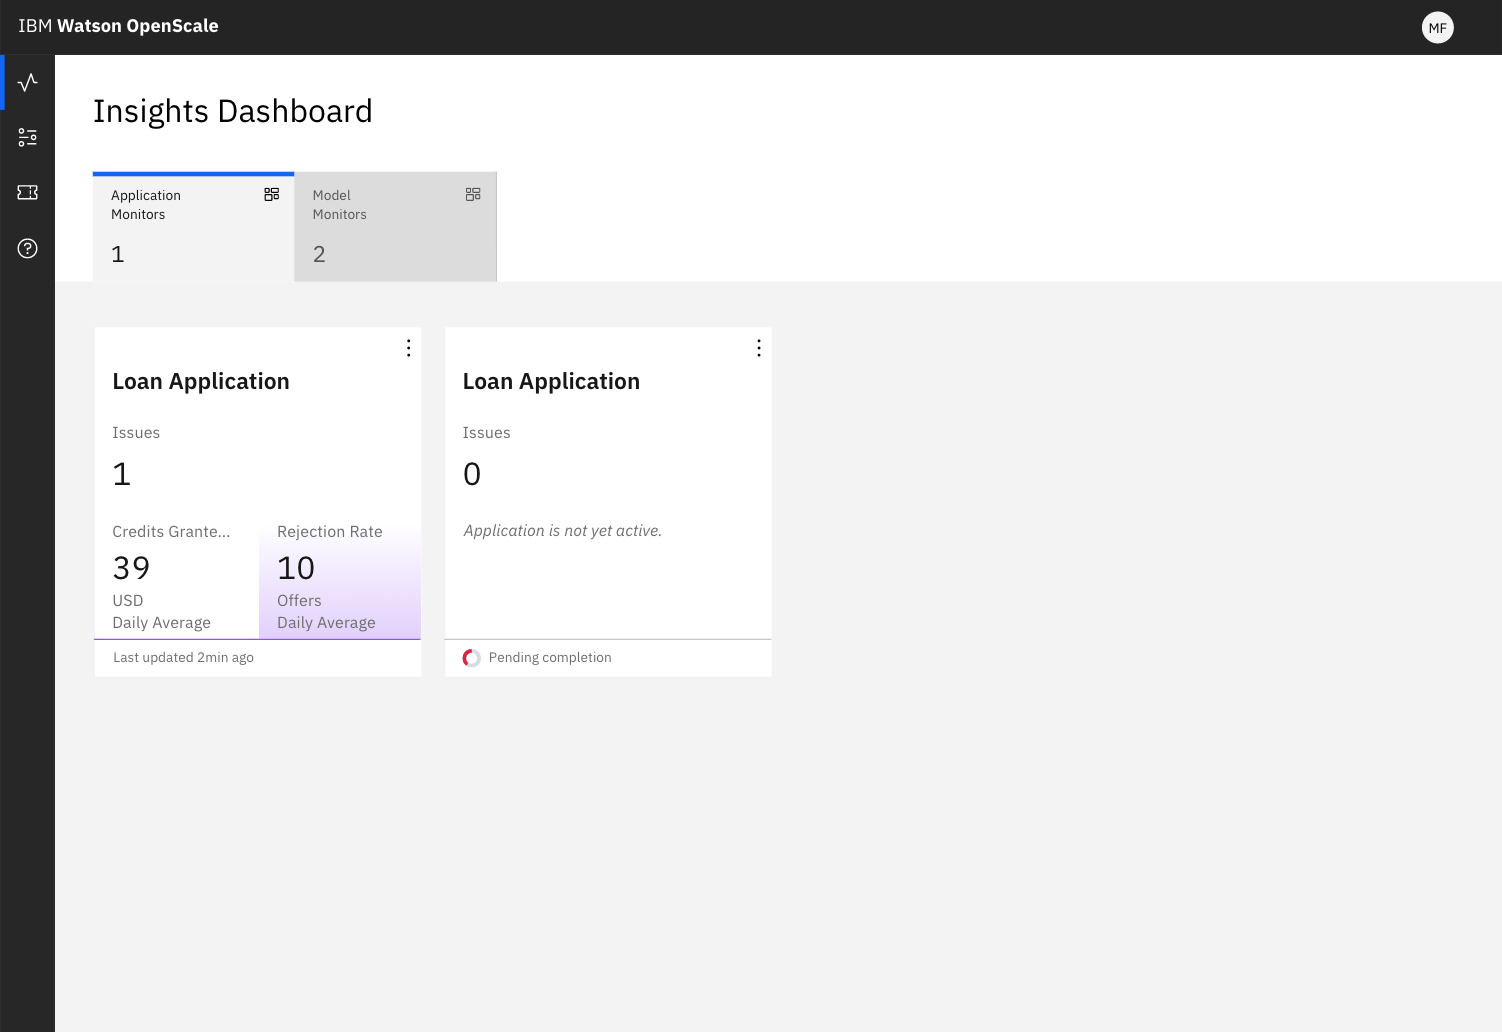 IBM Watson OpenScale
MF
Insights Dashboard
Application
Monitors
1
Model
Monitors
2
Loan Application
Issues
1
Credits Grante...
39
USD
Daily Average
Rejection Rate
10
Offers
Daily Average
Last updated 2min ago
Loan Application
Issues
0
Application is not yet active.
Pending completion